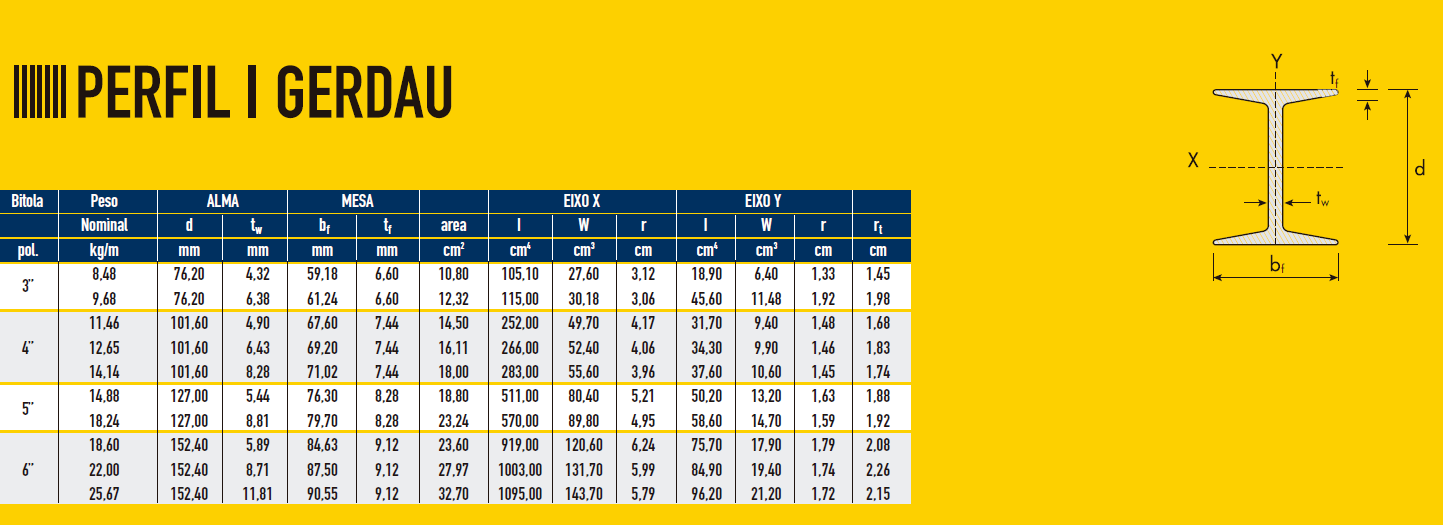 PERFIL I GERDAU
Bitola Peso ALMA MESA EIXO X EIXO Y
Nominal d tw bf tf area I W r I W r rt
pol. kg/m mm mm mm mm cm² cm⁴ cm³ cm cm⁴ cm³ cm cm
3” 8,48 76,20 4,32 59,18 6,60 10,80 105,10 27,60 3,12 18,90 6,40 1,33 1,45
9,68 76,20 6,38 61,24 6,60 12,32 115,00 30,18 3,06 45,60 11,48 1,92 1,98
11,46 101,60 4,90 67,60 7,44 14,50 252,00 49,70 4,17 31,70 9,40 1,48 1,68
4” 12,65 101,60 6,43 69,20 7,44 16,11 266,00 52,40 4,06 34,30 9,90 1,46 1,83
14,14 101,60 8,28 71,02 7,44 18,00 283,00 55,60 3,96 37,60 10,60 1,45 1,74
5” 14,88 127,00 5,44 76,30 8,28 18,80 511,00 80,40 5,21 50,20 13,20 1,63 1,88
18,24 127,00 8,81 79,70 8,28 23,24 570,00 89,80 4,95 58,60 14,70 1,59 1,92
18,60 152,40 5,89 84,63 9,12 23,60 919,00 120,60 6,24 75,70 17,90 1,79 2,08
6” 22,00 152,40 8,71 87,50 9,12 27,97 1003,00 131,70 5,99 84,90 19,40 1,74 2,26
25,67 152,40 11,81 90,55 9,12 32,70 1095,00 143,70 5,79 96,20 21,20 1,72 2,15
Y
tf
X
d
tw
bf